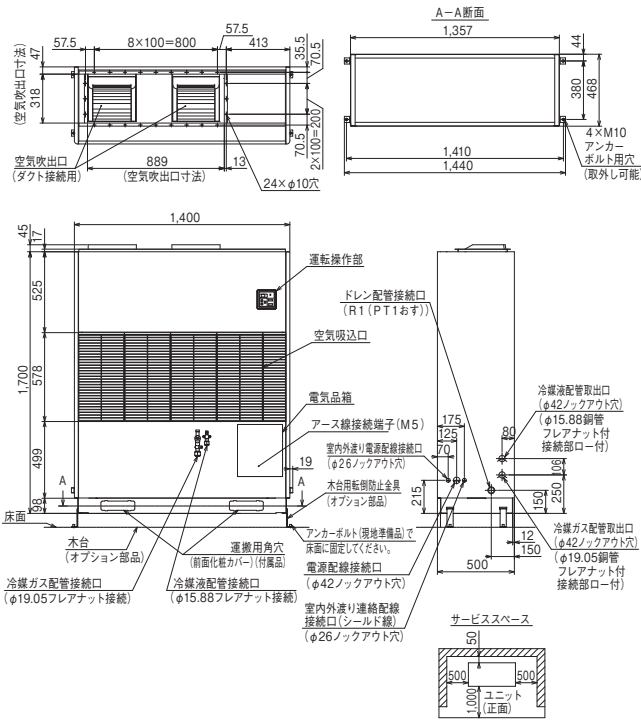 57.5
8×100=800
57.5
413
35.5
70.5
47
(空気吹出口寸法)
318
70.5
2×100=200
空気吹出口
(ダクト接続用)
889
(空気吹出口寸法)
13
24×φ10穴
A-A断面
1,357
44
380
468
4×M10
アンカー
ボルト用穴
(取外し可能)
1,410
1,440
1,400
45
17
525
578
1,700
499
98
運転操作部
空気吸込口
電気品箱
アース線接続端子(M5)
19
A
A
床面
木台
(オプション部品)
運搬用角穴
(前面化粧カバー)(付属品)
冷媒ガス配管接続口
(φ19.05フレアナット接続)
冷媒液配管接続口
(φ15.88フレアナット接続)
木台用転倒防止金具
(オプション部品)
アンカーボルト(現地準備品)で
床面に固定してください。
ドレン配管接続口
(R1(PT1おす))
室内外渡り電源配線接続口
(φ26ノックアウト穴)
175
125
70
215
電源配線接続口
(φ42ノックアウト穴)
室内外渡り連絡配線
接続口(シールド線)
(φ26ノックアウト穴)
冷媒液配管取出口
(φ42ノックアウト穴)
(φ15.88銅管
フレアナット付
接続部ロー付)
80
106
250
150
12
150
500
冷媒ガス配管取出口
(φ42ノックアウト穴)
(φ19.05銅管
フレアナット付
接続部ロー付)
サービススペース
50
500
500
1,000
ユニット
(正面)